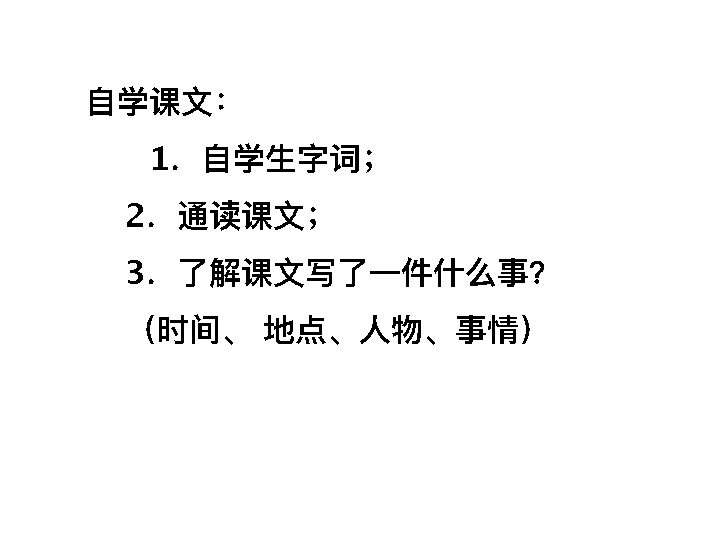 自学课文：
1．自学生字词；
2．通读课文；
3．了解课文写了一件什么事？
（时间、 地点、人物、事情）